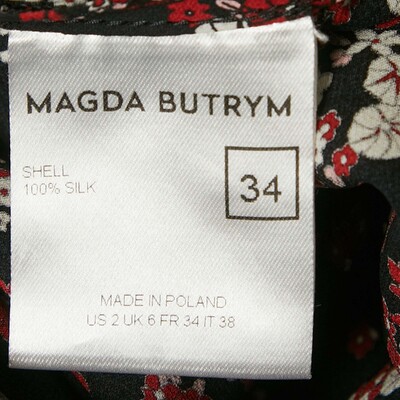 MAGDA BUTRYM
SHELL
100% SILK
34
MADE IN POLAND
US 2 UK 6 FR 34 IT 38